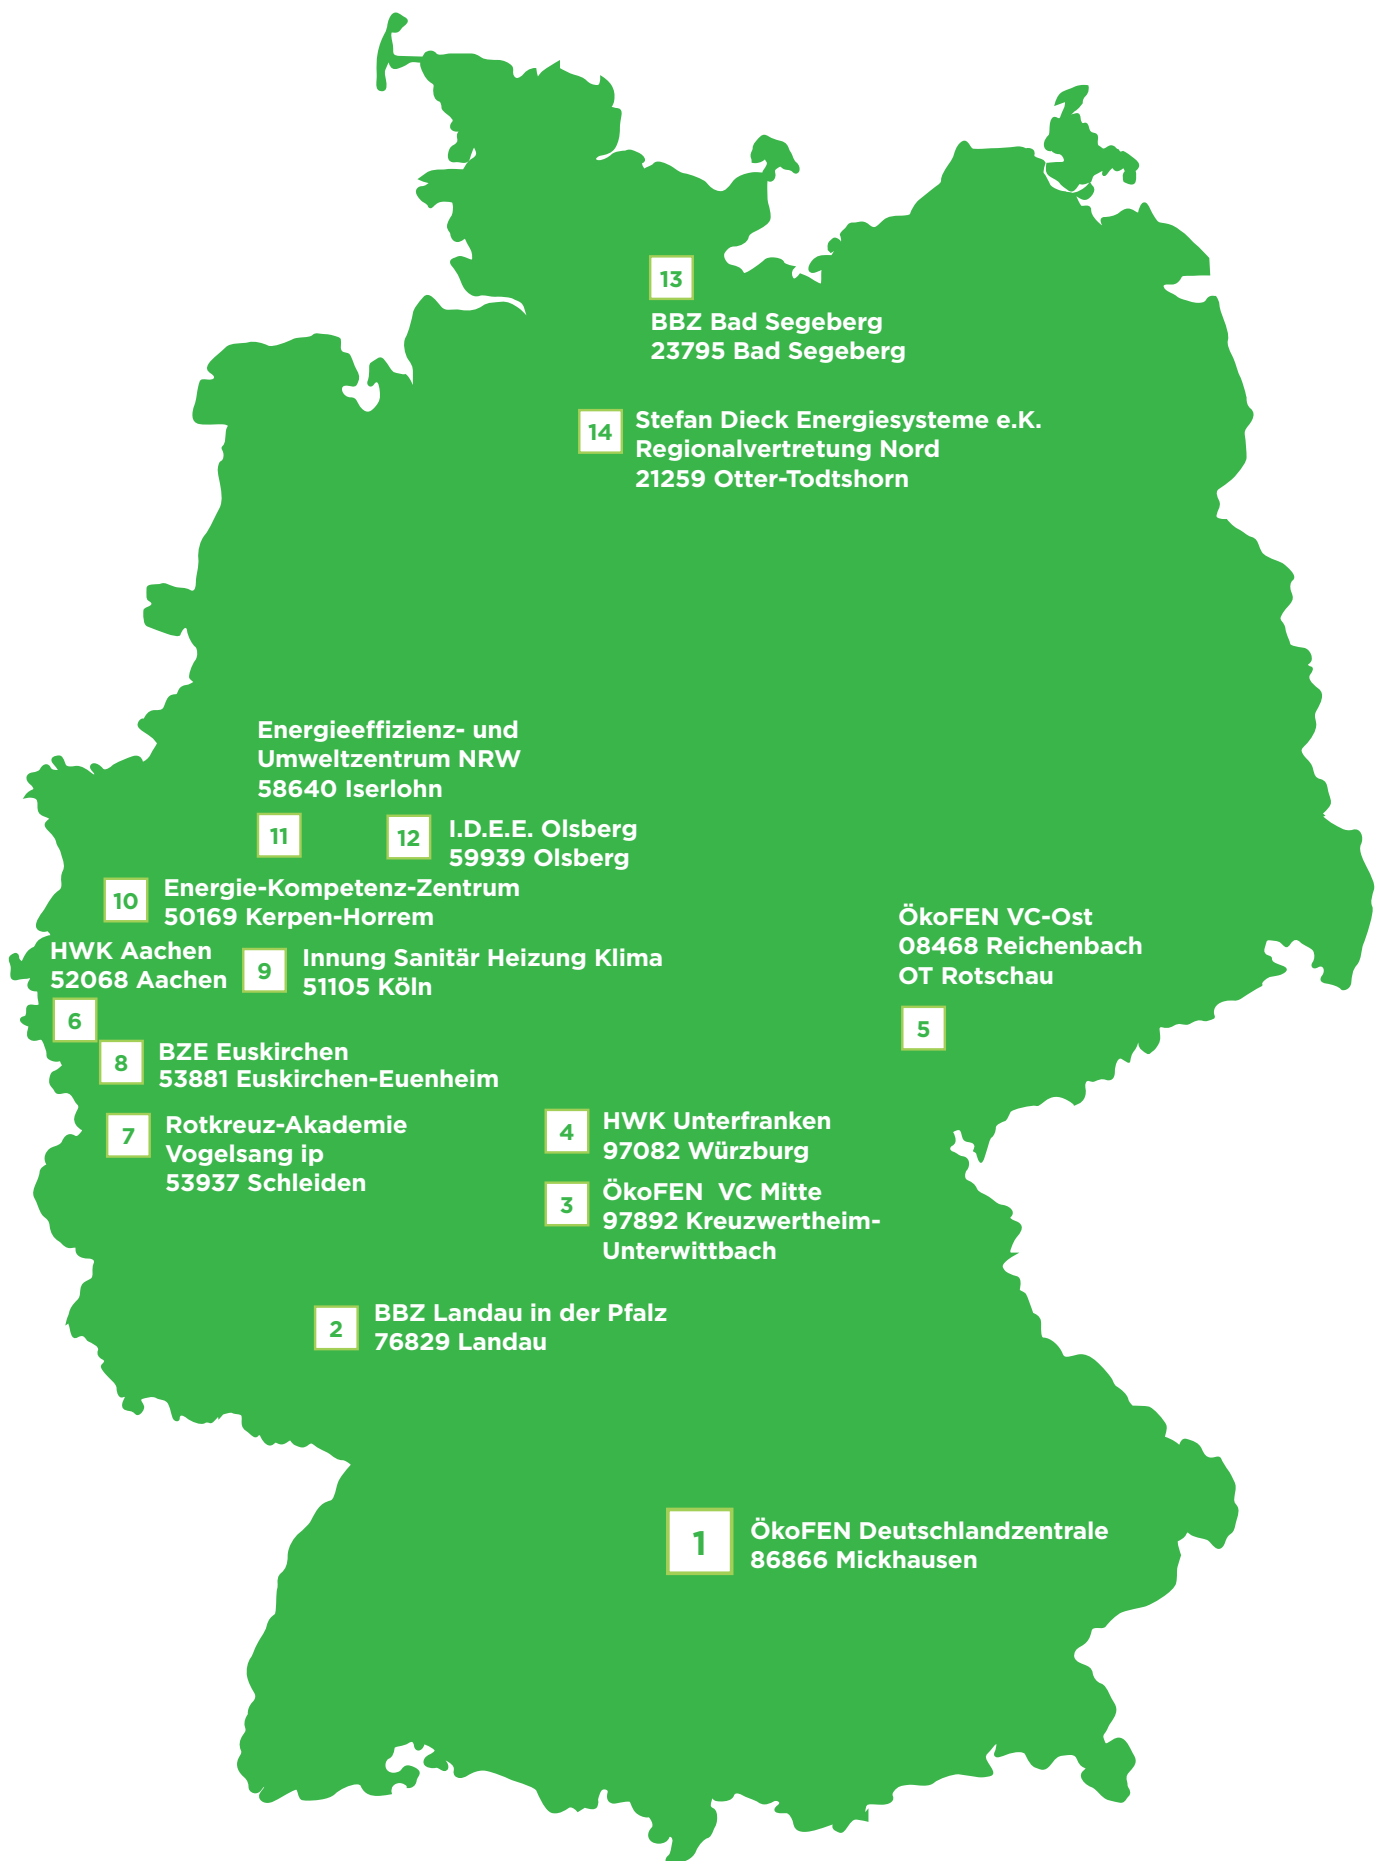 13
BBZ Bad Segeberg
23795 Bad Segeberg
14
Stefan Dieck Energiesysteme e.K.
Regionalvertretung Nord
21259 Otter-Todtshorn
Energieeffizienz- und
Umweltzentrum NRW
58640 Iserlohn
11
12
I.D.E.E. Olsberg
59939 Olsberg
10
Energie-Kompetenz-Zentrum
50169 Kerpen-Horrem
HWK Aachen
52068 Aachen
6
9
Innung Sanitär Heizung Klima
51105 Köln
ÖkoFEN VC-Ost
08468 Reichenbach
OT Rotschau
5
8
BZE Euskirchen
53881 Euskirchen-Euenheim
7
Rotkreuz-Akademie
Vogelsang ip
53937 Schleiden
4
HWK Unterfranken
97082 Würzburg
3
ÖkoFEN  VC Mitte
97892 Kreuzwertheim-
Unterwittbach
2
BBZ Landau in der Pfalz
76829 Landau
1
ÖkoFEN Deutschlandzentrale
86866 Mickhausen